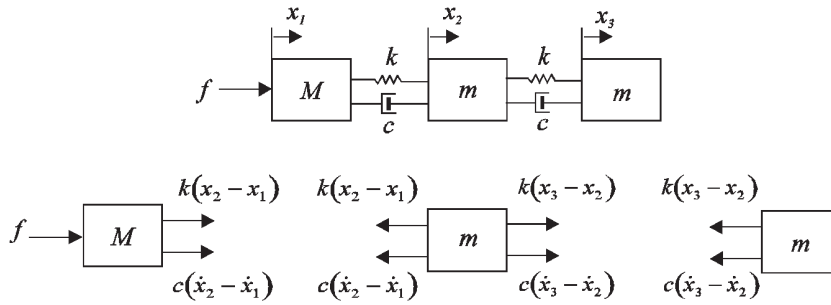 x₁ x₂ x₃
k k
f M m m
c c
k(x₂ − x₁) k(x₂ − x₁) k(x₃ − x₂) k(x₃ − x₂)
f M m m
c(ẋ₂ − ẋ₁) c(ẋ₂ − ẋ₁) c(ẋ₃ − ẋ₂) c(ẋ₃ − ẋ₂)